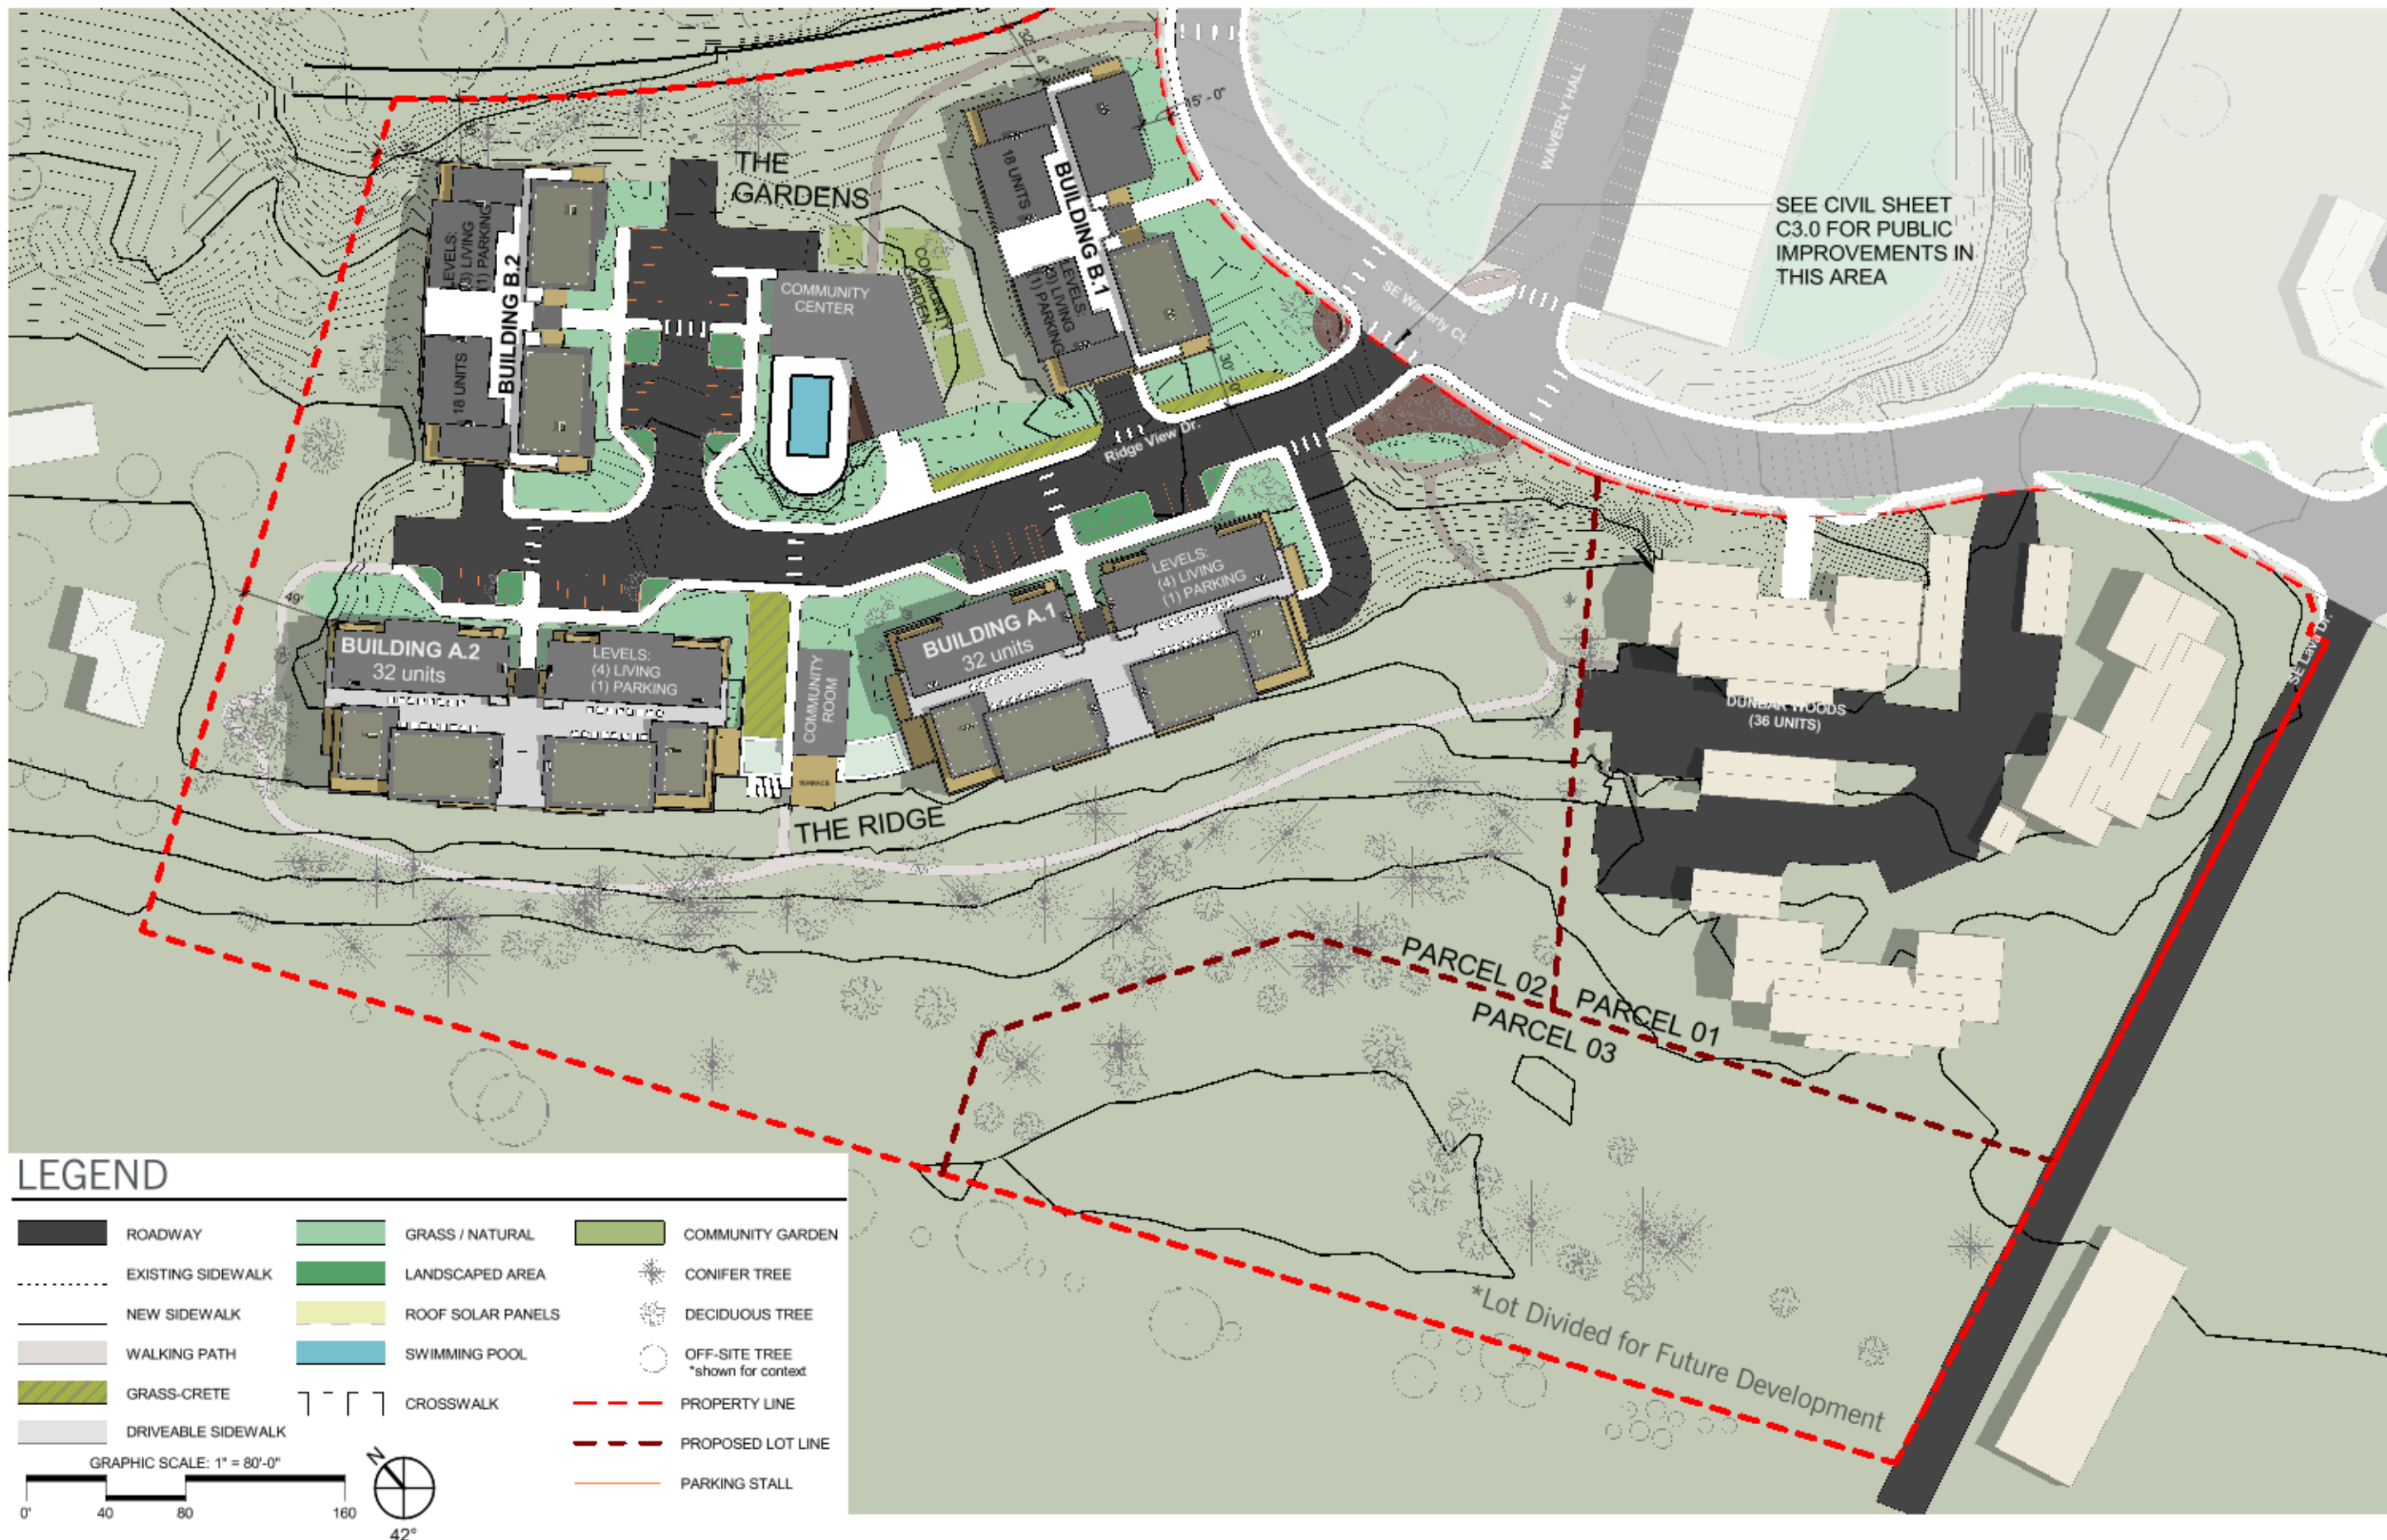 32' - 4"
15' - 0"
WAVERLY HALL
THE
GARDENS
SEE CIVIL SHEET
C3.0 FOR PUBLIC
IMPROVEMENTS IN
THIS AREA
18 UNITS
BUILDING B.1
LEVELS:
(3) LIVING
(1) PARKING
LEVELS:
(3) LIVING
(1) PARKING
BUILDING B.2
18 UNITS
COMMUNITY
CENTER
COMMUNITY
GARDEN
SE Waverly Ct.
Ridge View Dr.
49'
BUILDING A.2
32 units
LEVELS:
(4) LIVING
(1) PARKING
COMMUNITY
ROOM
TERRACE
BUILDING A.1
32 units
LEVELS:
(4) LIVING
(1) PARKING
THE RIDGE
DUNBAR WOODS
(36 UNITS)
SE Lava Dr.
PARCEL 02
PARCEL 01
PARCEL 03
*Lot Divided for Future Development
LEGEND
ROADWAY
EXISTING SIDEWALK
NEW SIDEWALK
WALKING PATH
GRASS-CRETE
DRIVEABLE SIDEWALK
GRASS / NATURAL
LANDSCAPED AREA
ROOF SOLAR PANELS
SWIMMING POOL
CROSSWALK
COMMUNITY GARDEN
CONIFER TREE
DECIDUOUS TREE
OFF-SITE TREE
*shown for context
PROPERTY LINE
PROPOSED LOT LINE
PARKING STALL
GRAPHIC SCALE: 1" = 80'-0"
0'
40
80
160
N
42°